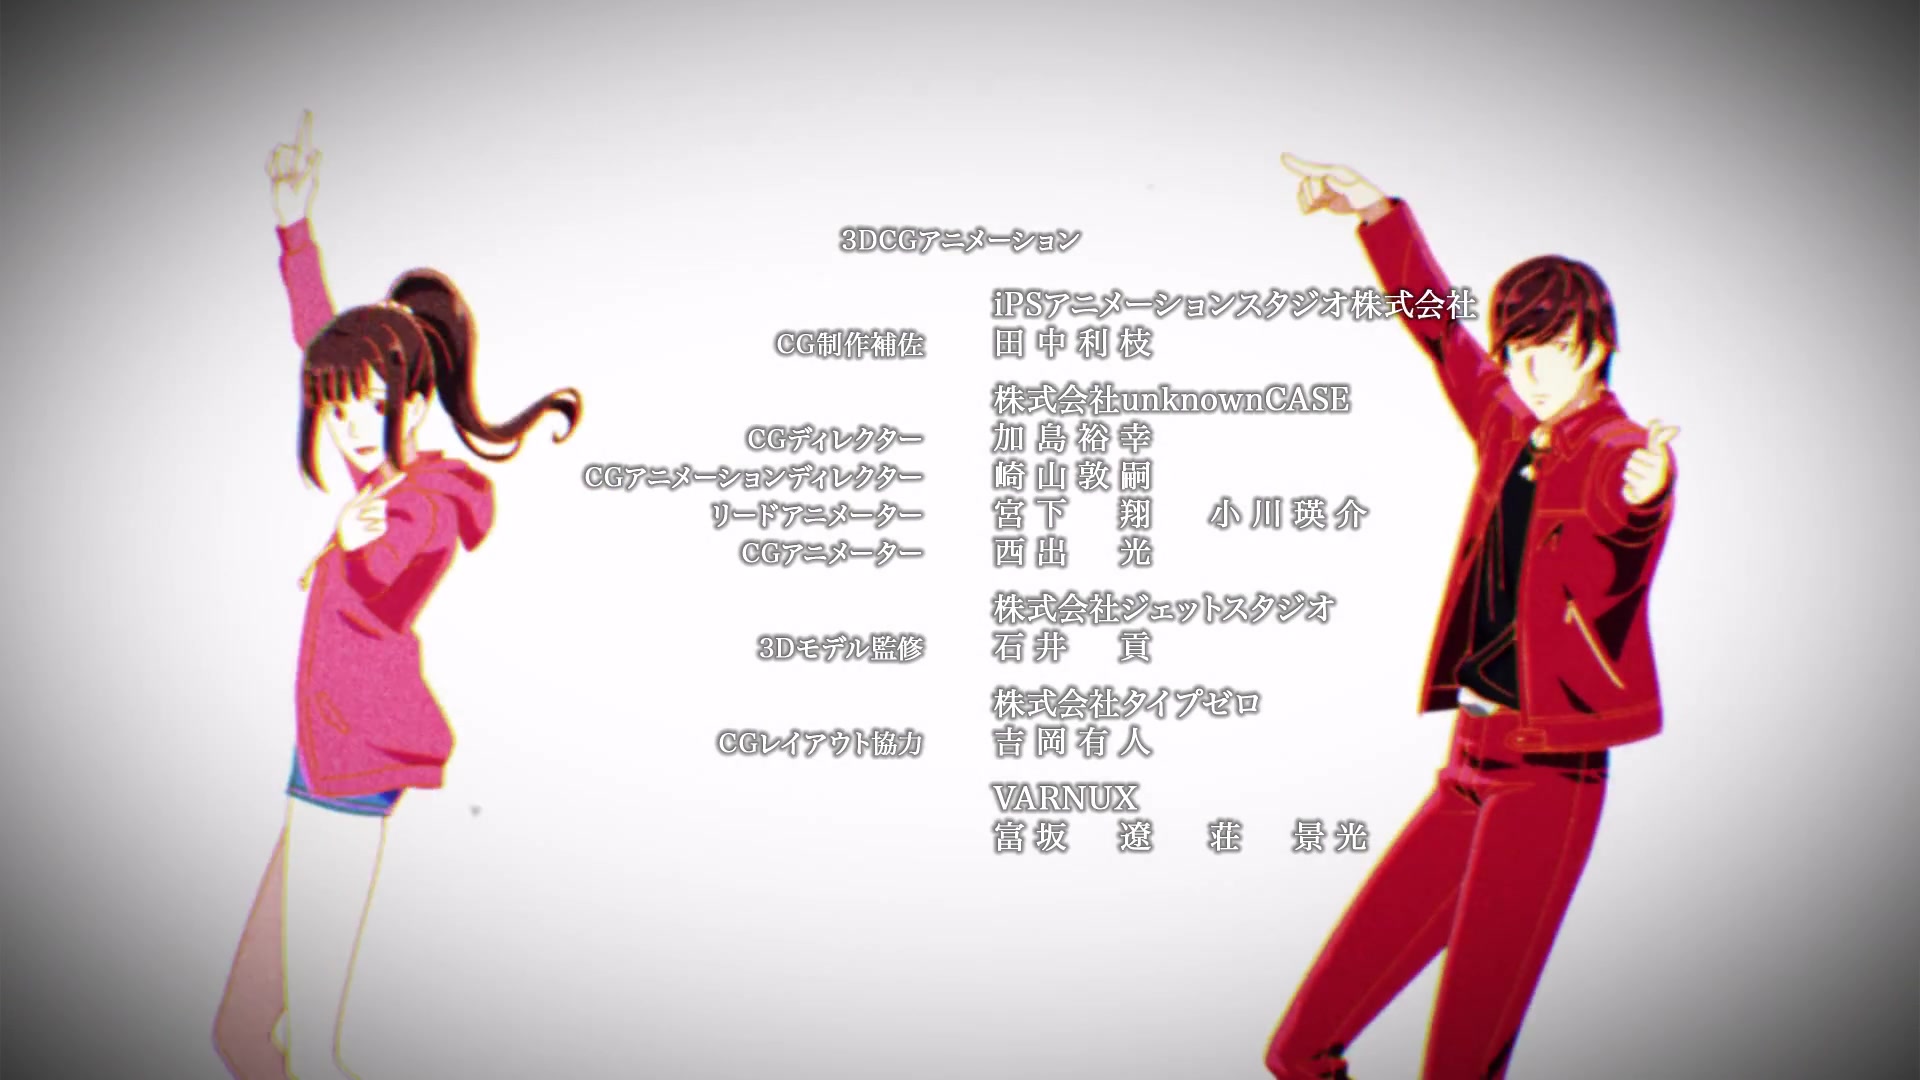 3DCGアニメーション
iPSアニメーションスタジオ株式会社
CG制作補佐 田中利枝
株式会社unknownCASE
CGディレクター 加島裕幸
CGアニメーションディレクター 崎山敦嗣
リードアニメーター 宮下 翔 小川瑛介
CGアニメーター 西出 光
株式会社ジェットスタジオ
3Dモデル監修 石井 貢
株式会社タイプゼロ
CGレイアウト協力 吉岡有人
VARNUX
富坂 遼 荘 景光